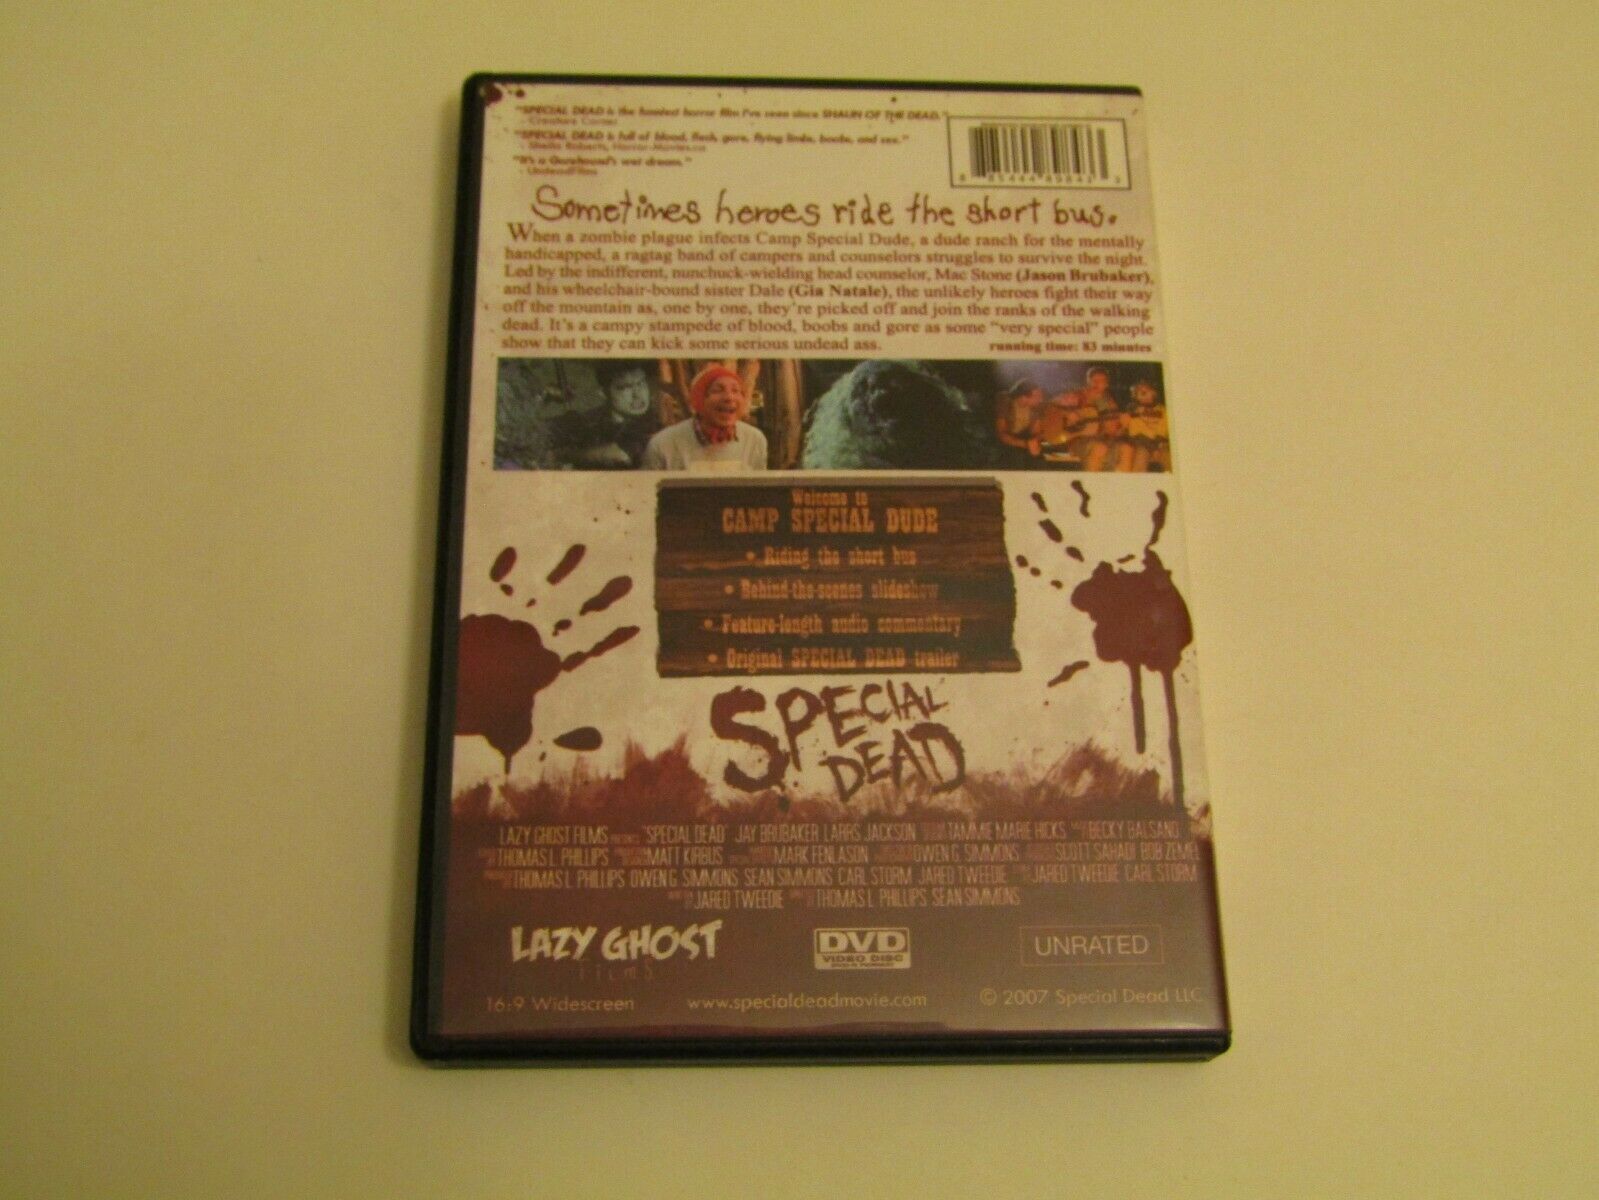 "SPECIAL DEAD is the funniest horror film I've seen since SHAUN OF THE DEAD."
- Creature Corner
"SPECIAL DEAD is full of blood, flesh, gore, flying limbs, boobs, and sex."
- Sheila Roberts, Horror-Movies.ca
"It's a Gorehound's wet dream."
- UndeadFilms
Sometimes heroes ride the short bus.
When a zombie plague infects Camp Special Dude, a dude ranch for the mentally
handicapped, a ragtag band of campers and counselors struggles to survive the night.
Led by the indifferent, nunchuck-wielding head counselor, Mac Stone (Jason Brubaker),
and his wheelchair-bound sister Dale (Gia Natale), the unlikely heroes fight their way
off the mountain as, one by one, they're picked off and join the ranks of the walking
dead. It's a campy stampede of blood, boobs and gore as some "very special" people
show that they can kick some serious undead ass.
running time: 83 minutes
Welcome to
CAMP SPECIAL DUDE
• Riding the short bus
• Behind-the-scenes slideshow
• Feature-length audio commentary
• Original SPECIAL DEAD trailer
SPECIAL
DEAD
LAZY GHOST FILMS "SPECIAL DEAD" JAY BRUBAKER LARRS JACKSON TAMMIE MARIE HICKS BECKY BALSANO
THOMAS L. PHILLIPS MATT KIRBUS MARK FENLASON OWEN G. SIMMONS SCOTT SAHADI BOB ZEMEL
THOMAS L. PHILLIPS OWEN G. SIMMONS SEAN SIMMONS CARL STORM JARED TWEEDIE JARED TWEEDIE CARL STORM
JARED TWEEDIE THOMAS L. PHILLIPS SEAN SIMMONS
LAZY GHOST
films
DVD
VIDEO DISC
UNRATED
16:9 Widescreen
www.specialdeadmovie.com
© 2007 Special Dead LLC